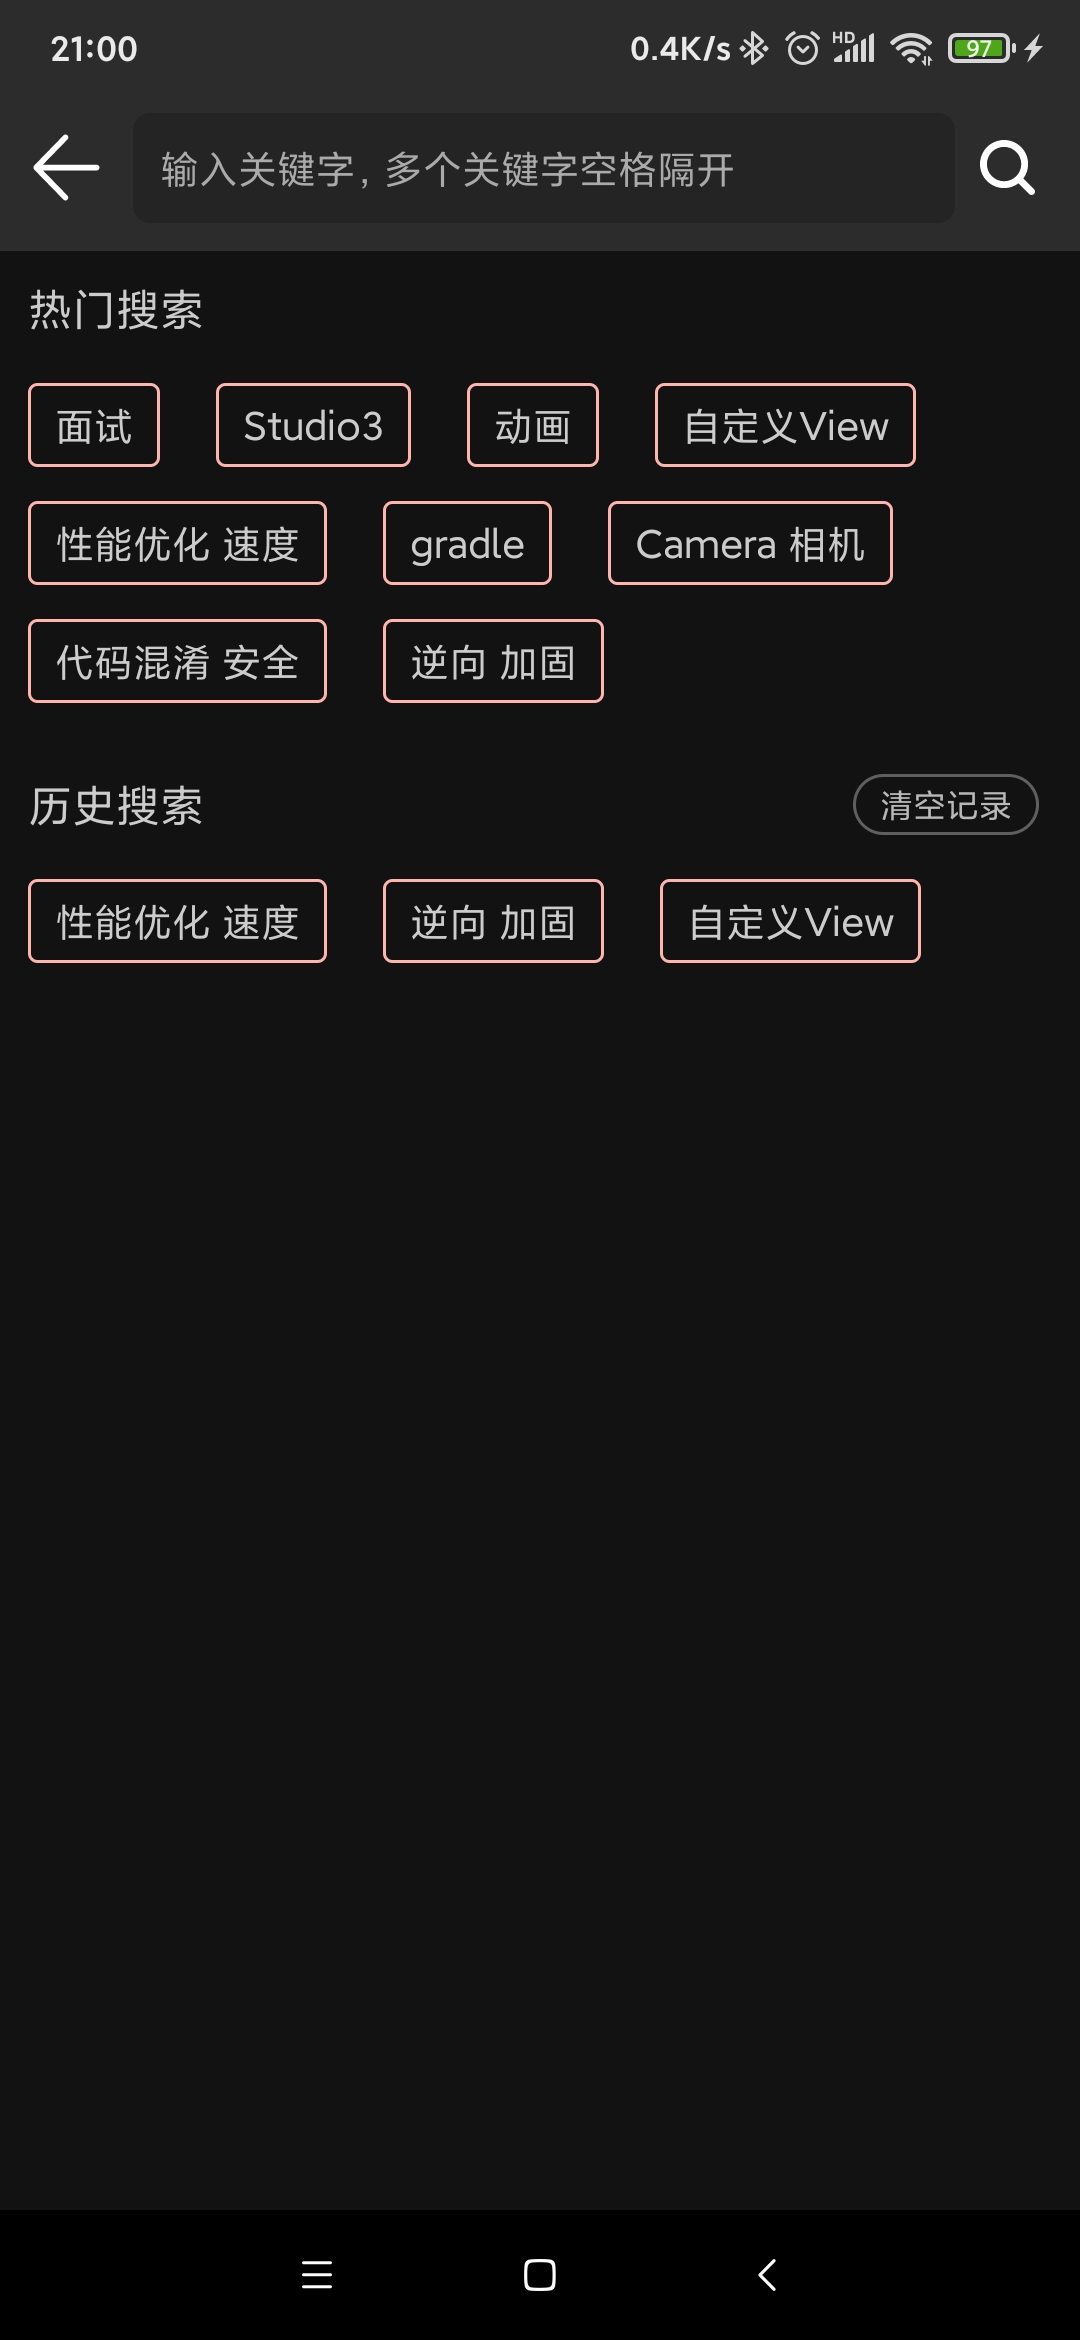 21:00 0.4K/s HD 97
输入关键字, 多个关键字空格隔开
热门搜索
面试 Studio3 动画 自定义View
性能优化 速度 gradle Camera 相机
代码混淆 安全 逆向 加固
历史搜索 清空记录
性能优化 速度 逆向 加固 自定义View